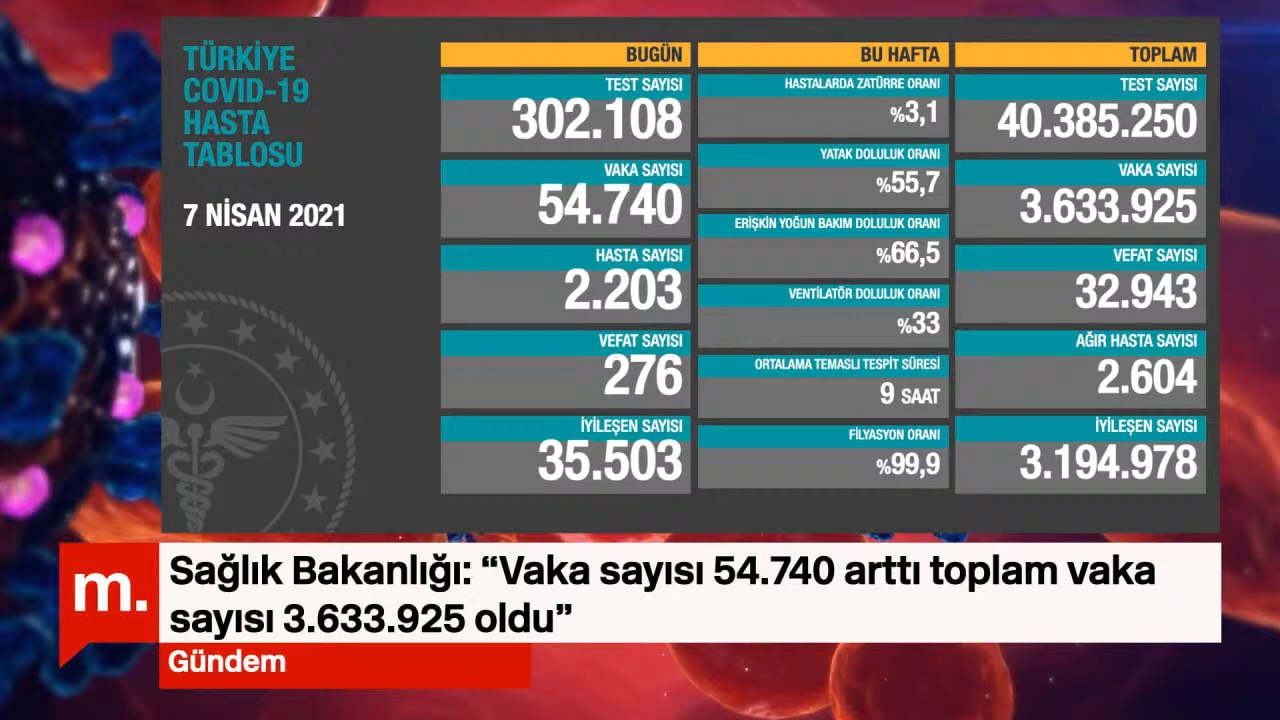 TÜRKİYE
COVID-19
HASTA
TABLOSU
7 NİSAN 2021
BUGÜN
TEST SAYISI
302.108
VAKA SAYISI
54.740
HASTA SAYISI
2.203
VEFAT SAYISI
276
İYİLEŞEN SAYISI
35.503
BU HAFTA
HASTALARDA ZATÜRRE ORANI
%3,1
YATAK DOLULUK ORANI
%55,7
ERİŞKİN YOĞUN BAKIM DOLULUK ORANI
%66,5
VENTİLATÖR DOLULUK ORANI
%33
ORTALAMA TEMASLI TESPİT SÜRESİ
9 SAAT
FİLYASYON ORANI
%99,9
TOPLAM
TEST SAYISI
40.385.250
VAKA SAYISI
3.633.925
VEFAT SAYISI
32.943
AĞIR HASTA SAYISI
2.604
İYİLEŞEN SAYISI
3.194.978
m.
Sağlık Bakanlığı: “Vaka sayısı 54.740 arttı toplam vaka
sayısı 3.633.925 oldu”
Gündem